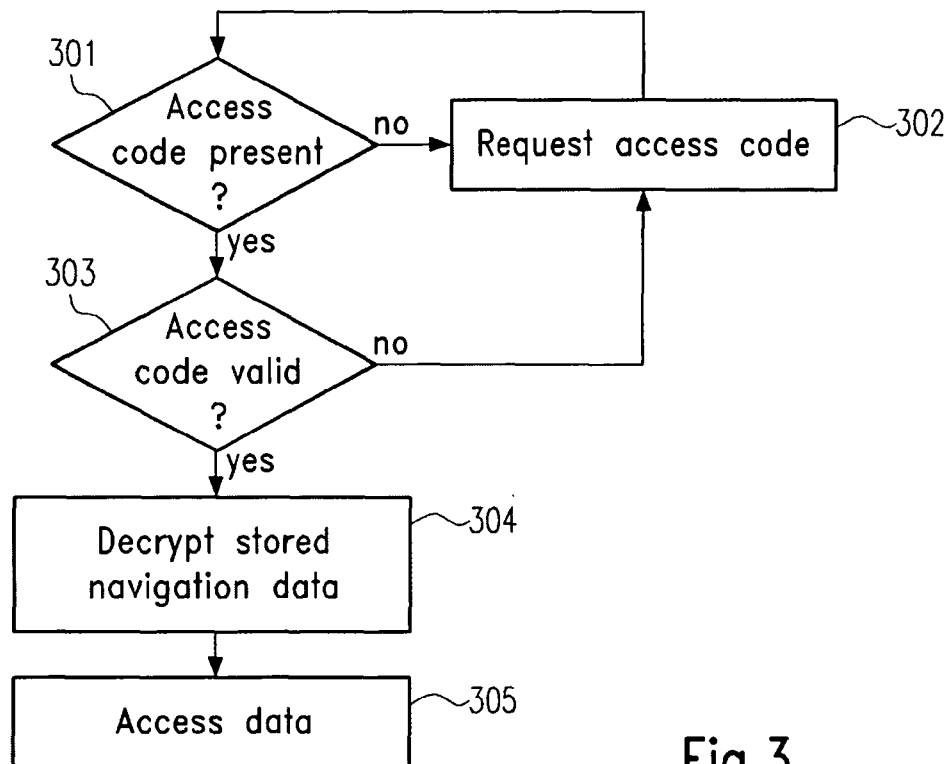 301
Access
code present
?
no
Request access code
302
yes
303
Access
code valid
?
no
yes
Decrypt stored
navigation data
304
Access data
305
Fig.3